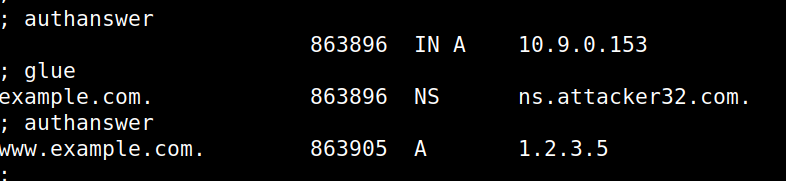 ; authanswer
863896 IN A 10.9.0.153
; glue
example.com. 863896 NS ns.attacker32.com.
; authanswer
www.example.com. 863905 A 1.2.3.5
;